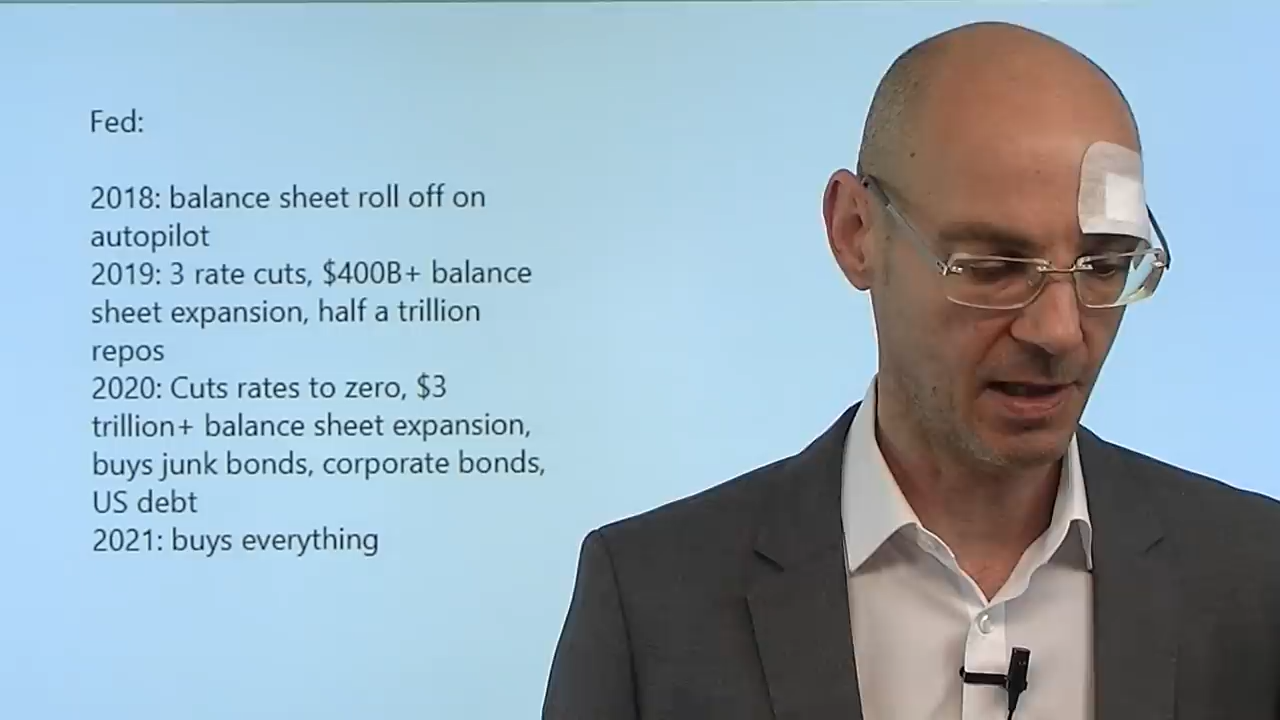 Fed:
2018: balance sheet roll off on
autopilot
2019: 3 rate cuts, $400B+ balance
sheet expansion, half a trillion
repos
2020: Cuts rates to zero, $3
trillion+ balance sheet expansion,
buys junk bonds, corporate bonds,
US debt
2021: buys everything